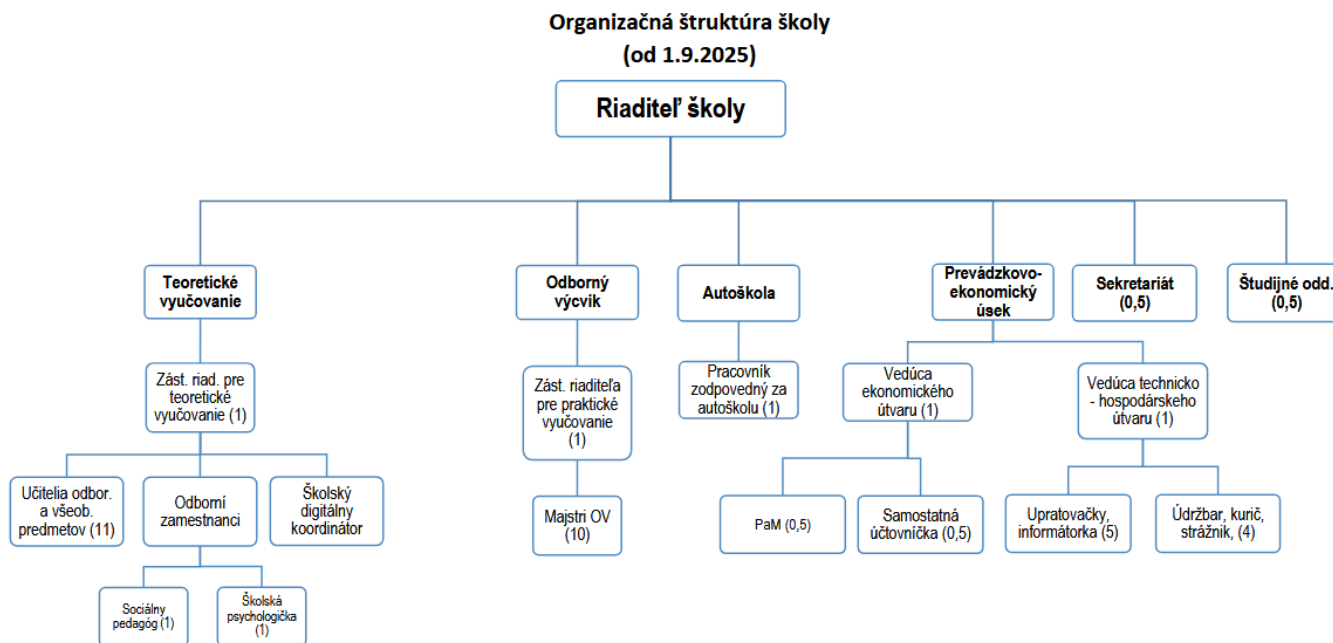 Organizačná štruktúra školy
(od 1.9.2025)
Riaditeľ školy
Teoretické
vyučovanie
Odborný
výcvik
Autoškola
Prevádzkovo-
ekonomický
úsek
Sekretariát
(0,5)
Študijné odd.
(0,5)
Zást. riad. pre
teoretické
vyučovanie (1)
Zást. riaditeľa
pre praktické
vyučovanie
(1)
Pracovník
zodpovedný za
autoškolu (1)
Vedúca
ekonomického
útvaru (1)
Vedúca technicko
- hospodárskeho
útvaru (1)
Učitelia odbor.
a všeob.
predmetov (11)
Odborní
zamestnanci
Školský
digitálny
koordinátor
Majstri OV
(10)
PaM (0,5)
Samostatná
účtovníčka (0,5)
Upratovačky,
informátorka (5)
Údržbar, kurič,
strážnik, (4)
Sociálny
pedagóg (1)
Školská
psychologička
(1)